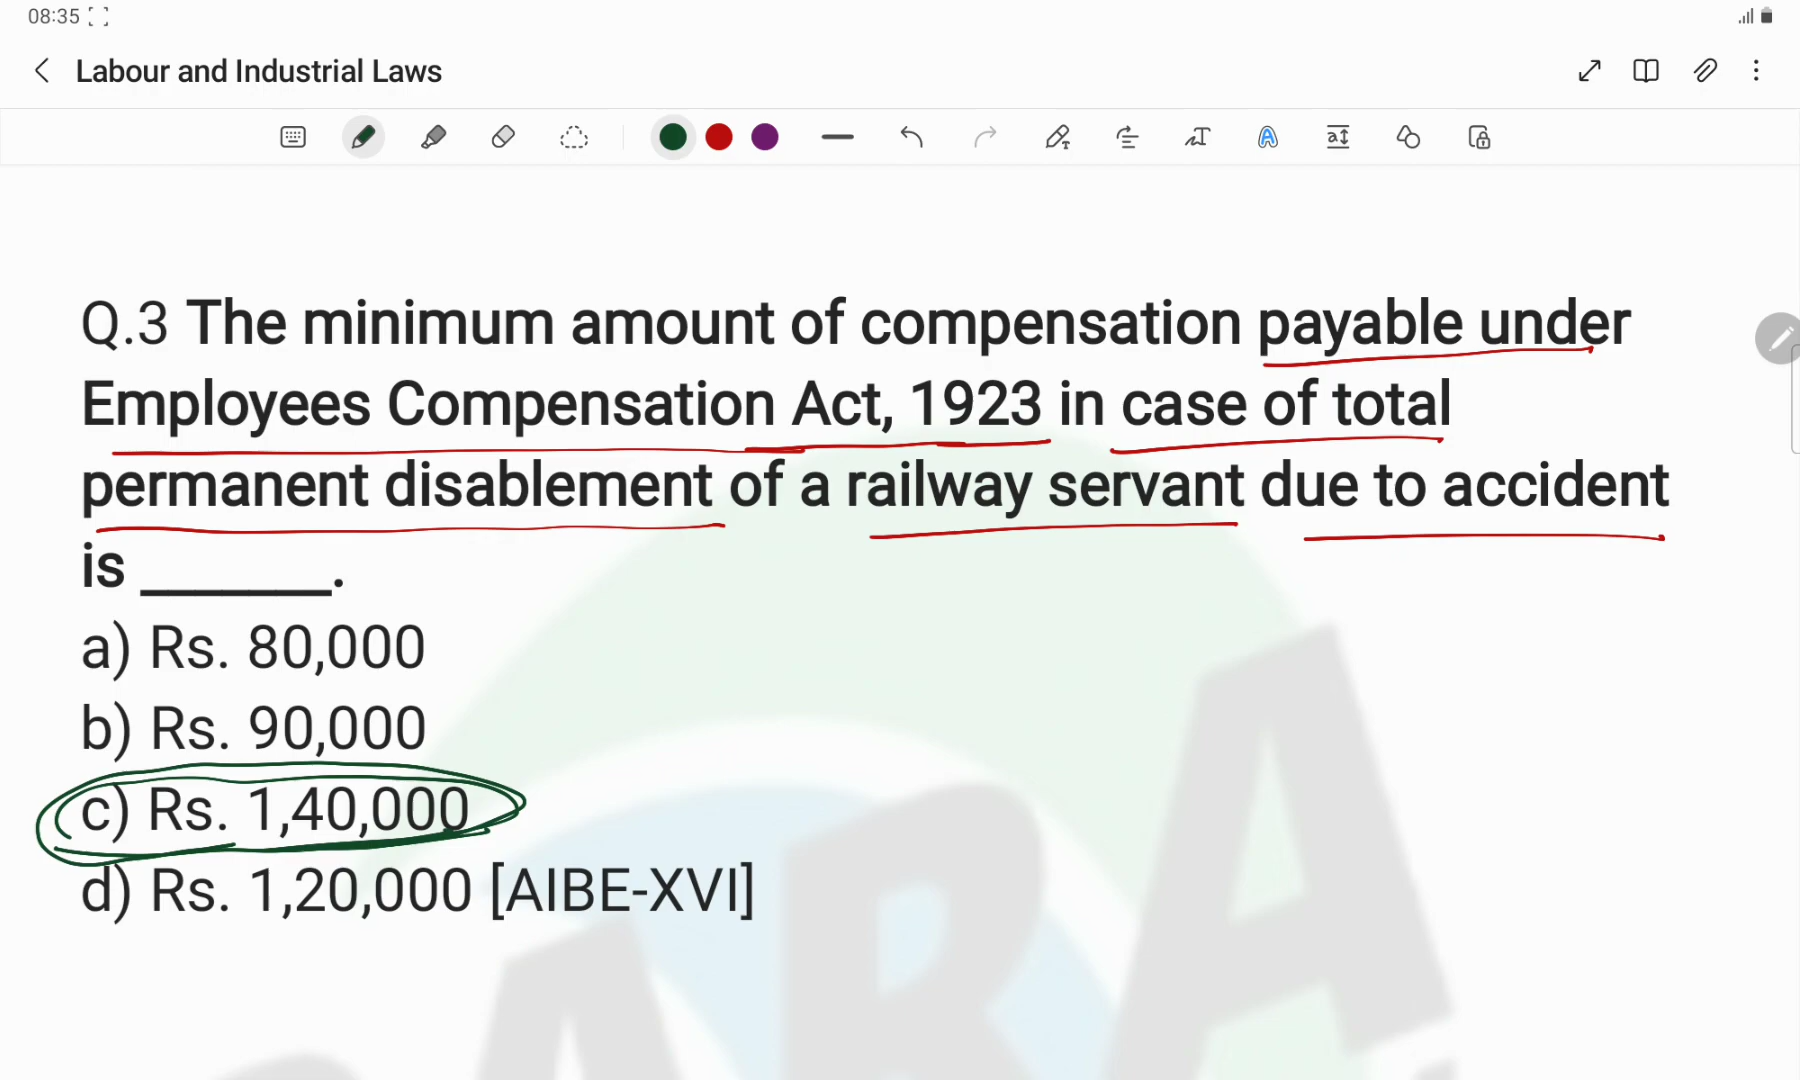 08:35
Labour and Industrial Laws
Q.3 The minimum amount of compensation payable under
Employees Compensation Act, 1923 in case of total
permanent disablement of a railway servant due to accident
is ______.
a) Rs. 80,000
b) Rs. 90,000
c) Rs. 1,40,000
d) Rs. 1,20,000 [AIBE-XVI]